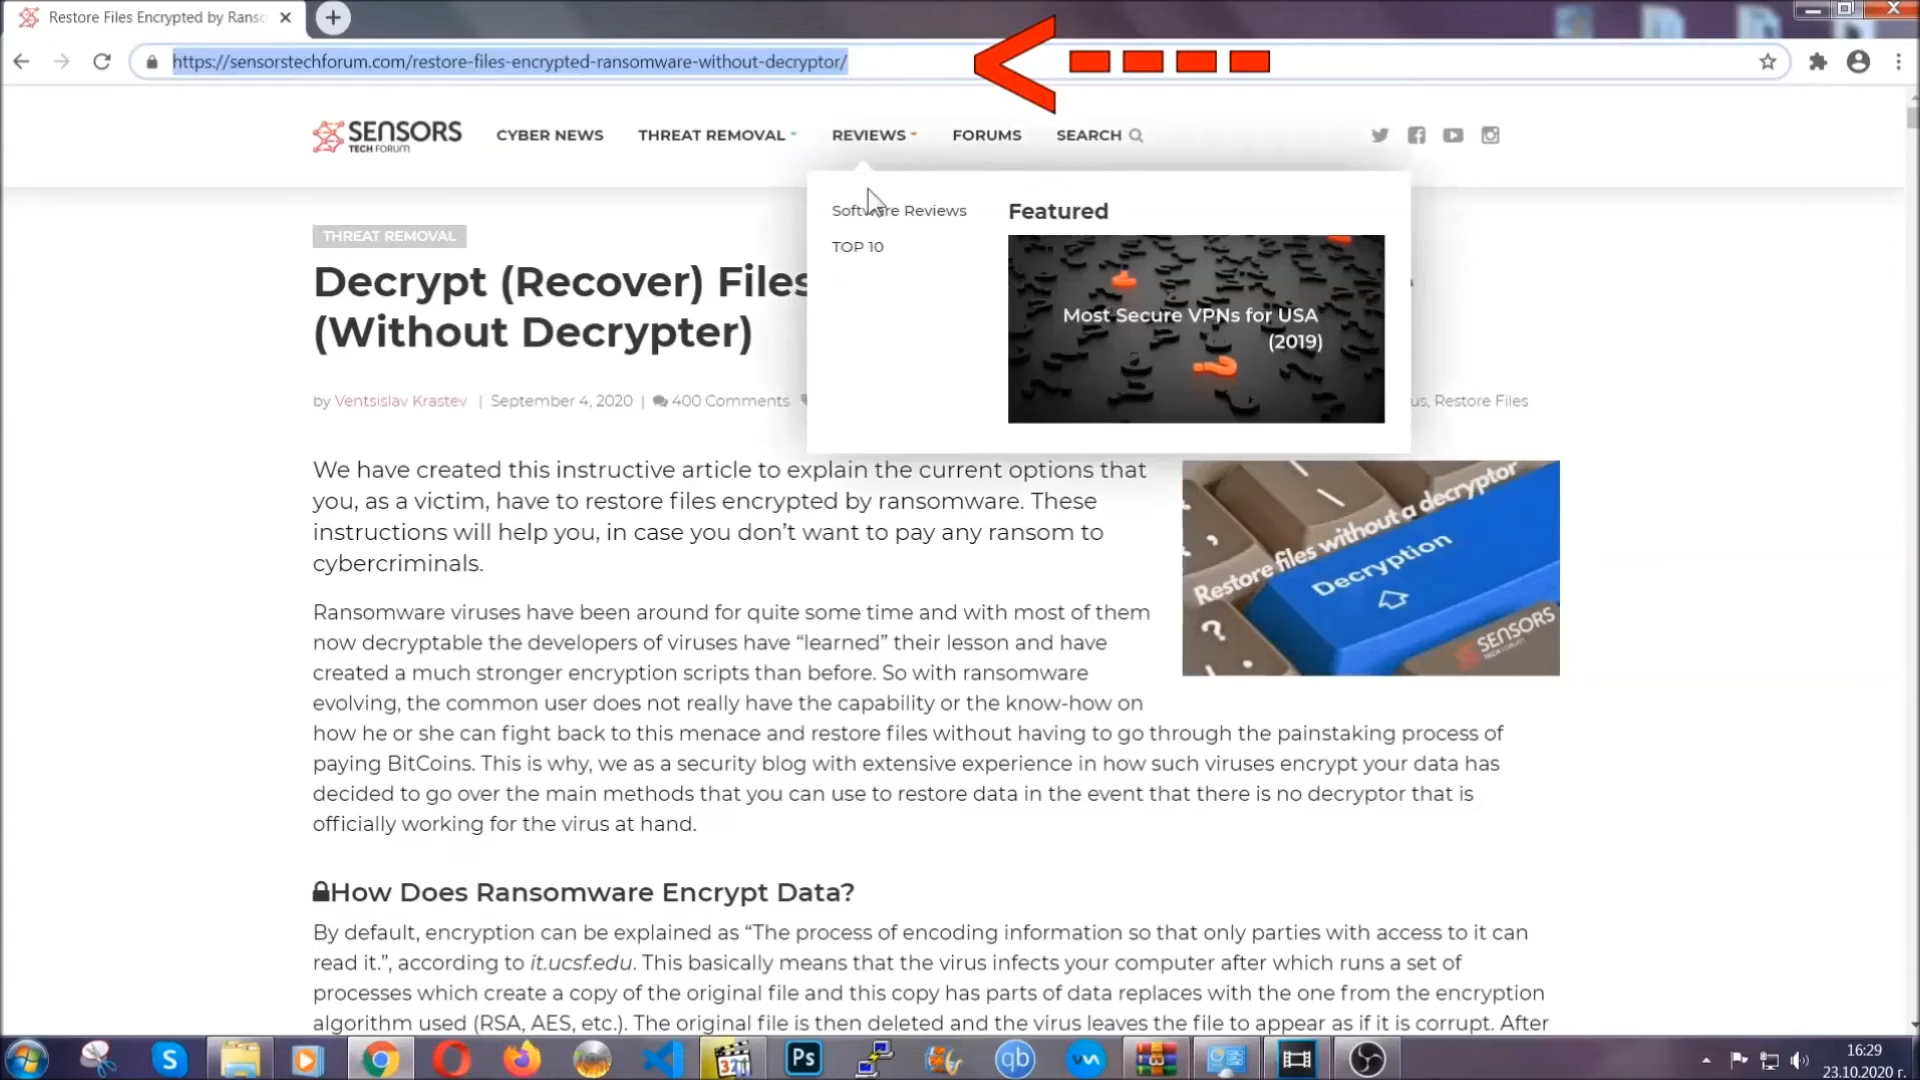 Restore Files Encrypted by Ranso
https://sensorstechforum.com/restore-files-encrypted-ransomware-without-decryptor/
SENSORS
TECH FORUM
CYBER NEWS
THREAT REMOVAL
REVIEWS
FORUMS
SEARCH
Software Reviews
TOP 10
Featured
Most Secure VPNs for USA
(2019)
THREAT REMOVAL
Decrypt (Recover) Files
(Without Decrypter)
by Ventsislav Krastev | September 4, 2020 | 400 Comments
us, Restore Files
We have created this instructive article to explain the current options that
you, as a victim, have to restore files encrypted by ransomware. These
instructions will help you, in case you don’t want to pay any ransom to
cybercriminals.
Restore files without a decryptor
Decryption
SENSORS
Ransomware viruses have been around for quite some time and with most of them
now decryptable the developers of viruses have “learned” their lesson and have
created a much stronger encryption scripts than before. So with ransomware
evolving, the common user does not really have the capability or the know-how on
how he or she can fight back to this menace and restore files without having to go through the painstaking process of
paying BitCoins. This is why, we as a security blog with extensive experience in how such viruses encrypt your data has
decided to go over the main methods that you can use to restore data in the event that there is no decryptor that is
officially working for the virus at hand.
How Does Ransomware Encrypt Data?
By default, encryption can be explained as “The process of encoding information so that only parties with access to it can
read it.”, according to it.ucsf.edu. This basically means that the virus infects your computer after which runs a set of
processes which create a copy of the original file and this copy has parts of data replaces with the one from the encryption
algorithm used (RSA, AES, etc.). The original file is then deleted and the virus leaves the file to appear as if it is corrupt. After
S
321
Ps
qb
16:29
23.10.2020 г.